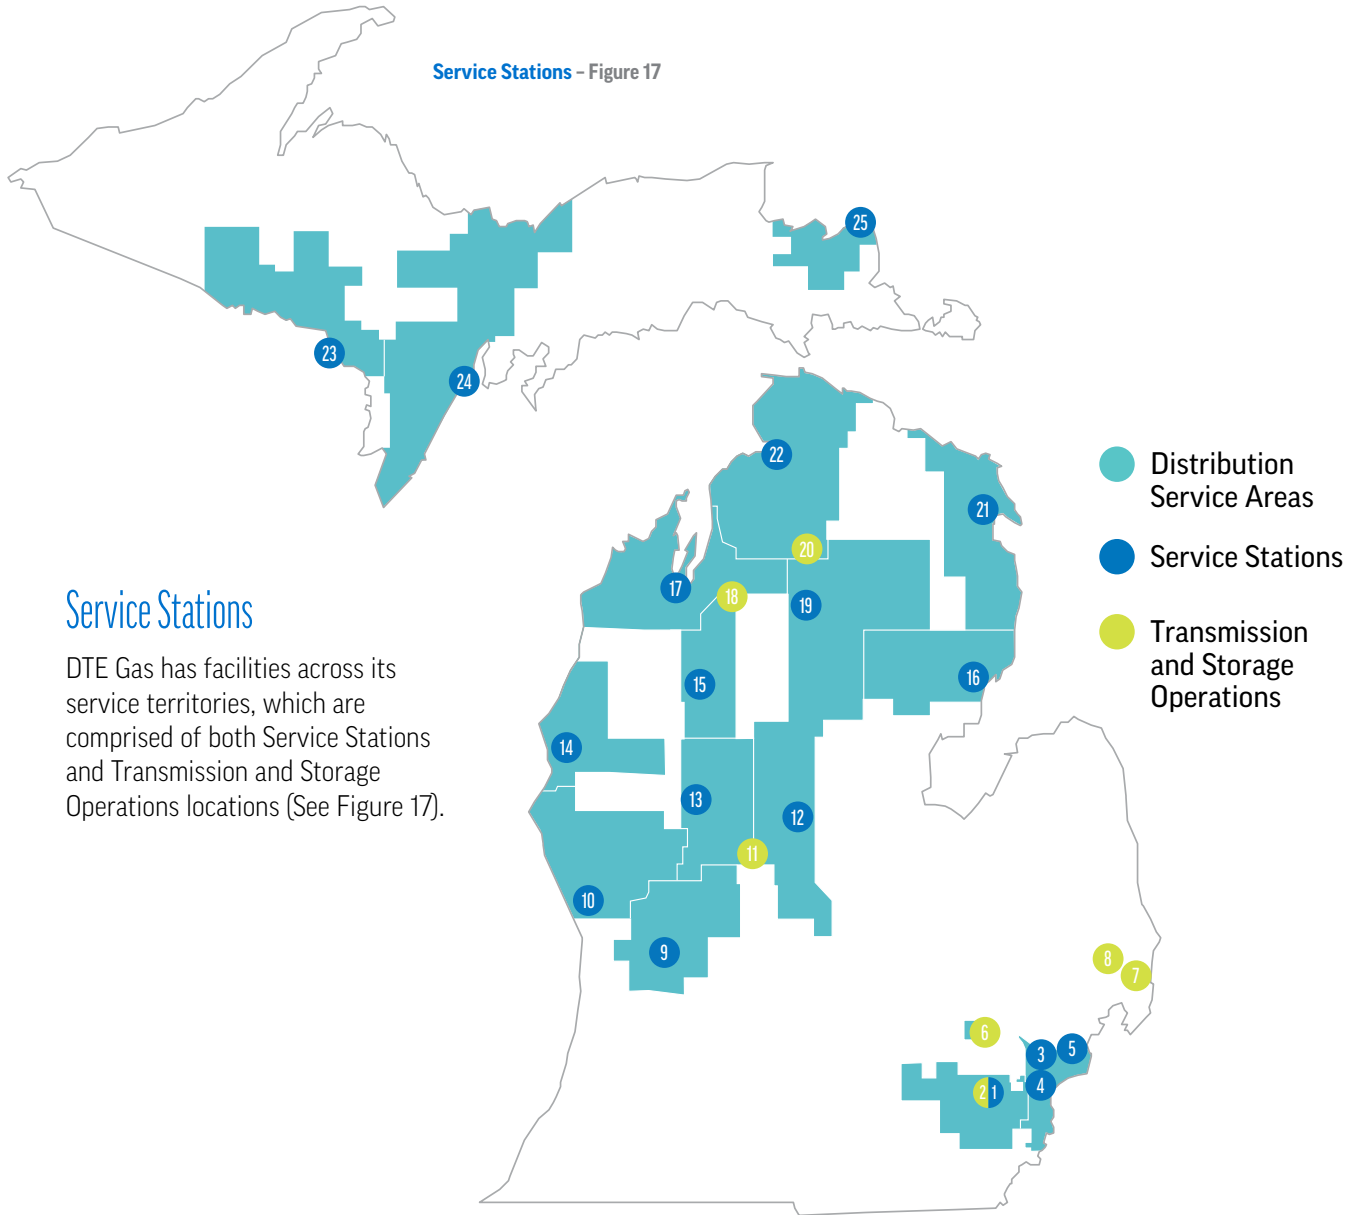 Service Stations – Figure 17
25
23
24
22
21
20
17
18
19
15
16
14
13
12
11
10
9
8
7
6
3
5
4
2 1
Distribution
Service Areas
Service Stations
Transmission
and Storage
Operations
Service Stations
DTE Gas has facilities across its
service territories, which are
comprised of both Service Stations
and Transmission and Storage
Operations locations (See Figure 17).